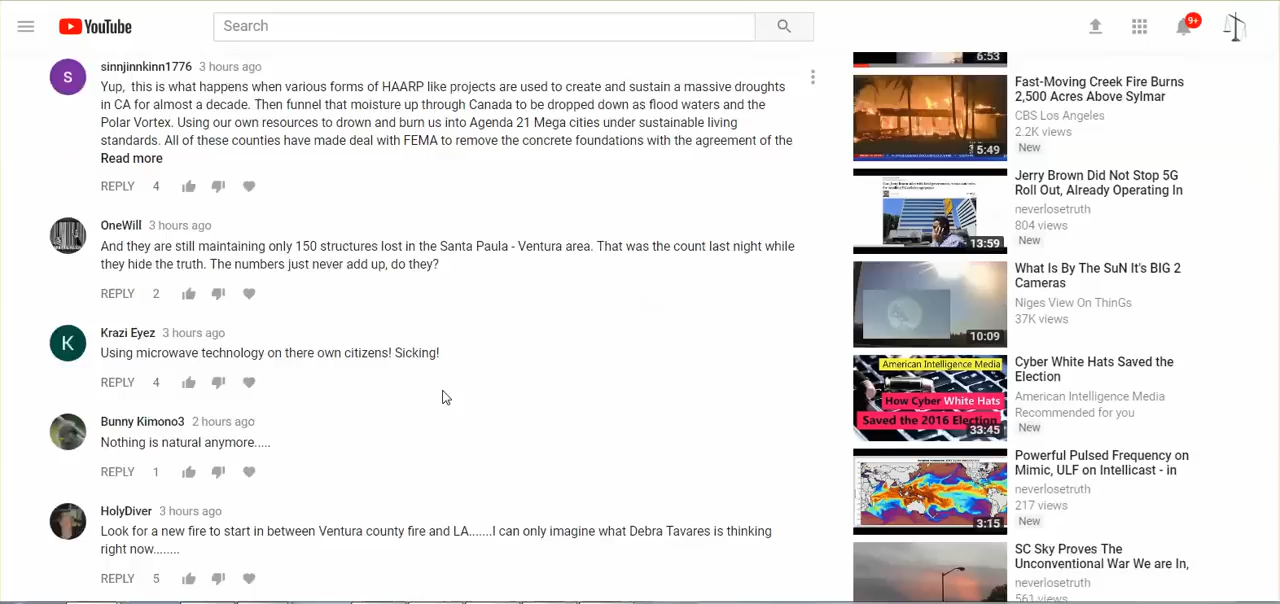 YouTube
Search
9+
S
sinnjinnkinn1776 3 hours ago
Yup, this is what happens when various forms of HAARP like projects are used to create and sustain a massive droughts
in CA for almost a decade. Then funnel that moisture up through Canada to be dropped down as flood waters and the
Polar Vortex. Using our own resources to drown and burn us into Agenda 21 Mega cities under sustainable living
standards. All of these counties have made deal with FEMA to remove the concrete foundations with the agreement of the
Read more
REPLY 4
OneWill 3 hours ago
And they are still maintaining only 150 structures lost in the Santa Paula - Ventura area. That was the count last night while
they hide the truth. The numbers just never add up, do they?
REPLY 2
K
Krazi Eyez 3 hours ago
Using microwave technology on there own citizens! Sicking!
REPLY 4
Bunny Kimono3 2 hours ago
Nothing is natural anymore.....
REPLY 1
HolyDiver 3 hours ago
Look for a new fire to start in between Ventura county fire and LA.......I can only imagine what Debra Tavares is thinking
right now........
REPLY 5
6:53
5:49
Fast-Moving Creek Fire Burns
2,500 Acres Above Sylmar
CBS Los Angeles
2.2K views
New
13:59
Jerry Brown Did Not Stop 5G
Roll Out, Already Operating In
neverlosetruth
804 views
New
10:09
What Is By The SuN It's BIG 2
Cameras
Niges View On ThinGs
37K views
American Intelligence Media
How Cyber White Hats
Saved the 2016 Election
33:45
Cyber White Hats Saved the
Election
American Intelligence Media
Recommended for you
New
3:15
Powerful Pulsed Frequency on
Mimic, ULF on Intellicast - in
neverlosetruth
217 views
New
SC Sky Proves The
Unconventional War We are In,
neverlosetruth
561 views